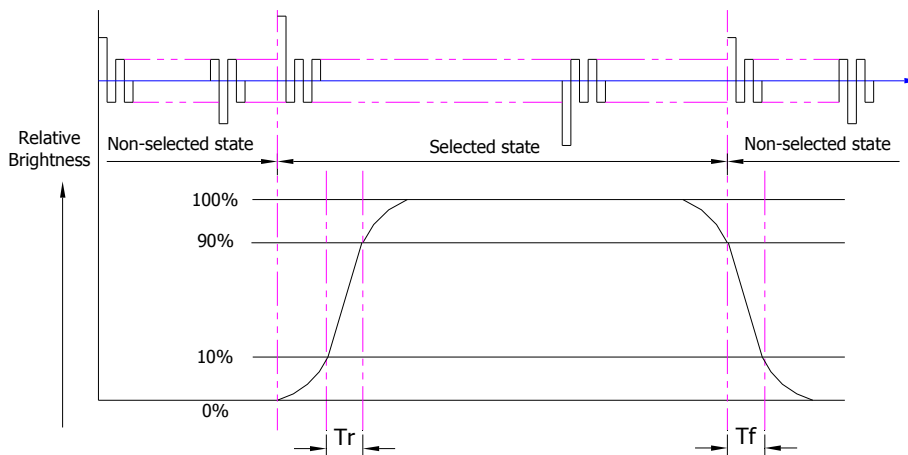 Relative
Brightness
Non-selected state
Selected state
Non-selected state
100%
90%
10%
0%
Tr
Tf